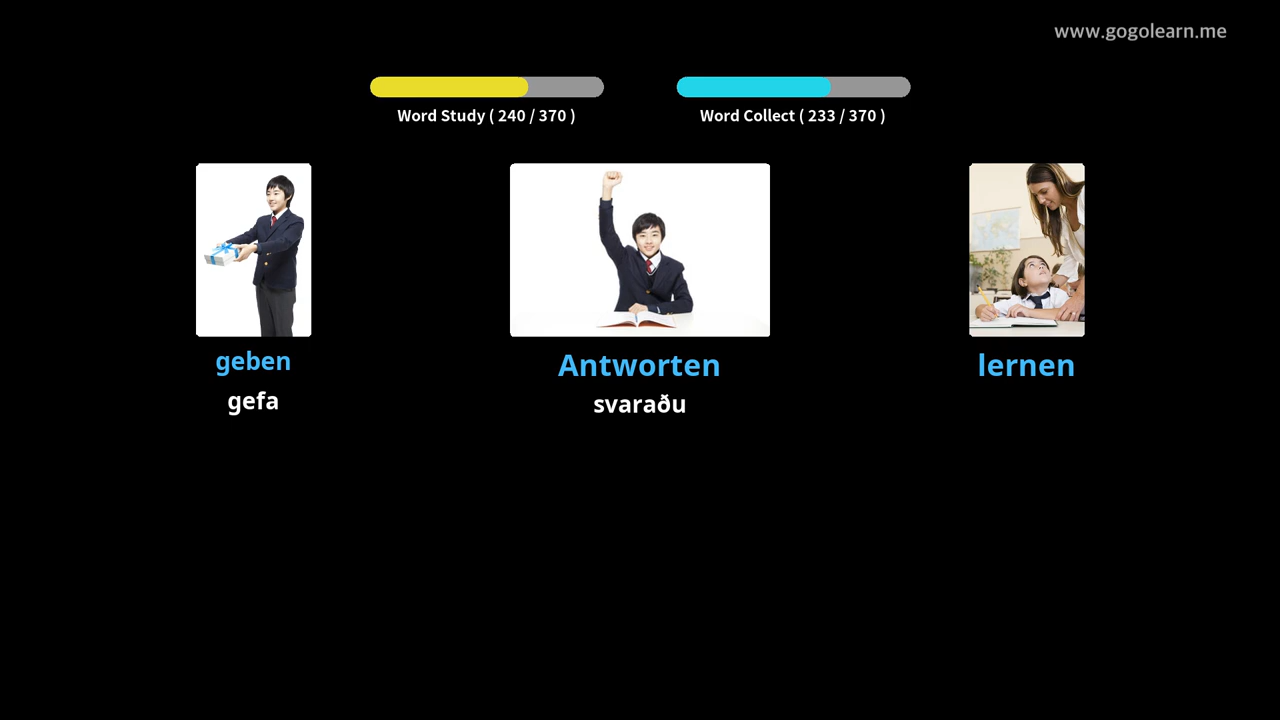 www.gogolearn.me
Word Study ( 240 / 370 )
Word Collect ( 233 / 370 )
geben
gefa
Antworten
svaraðu
lernen